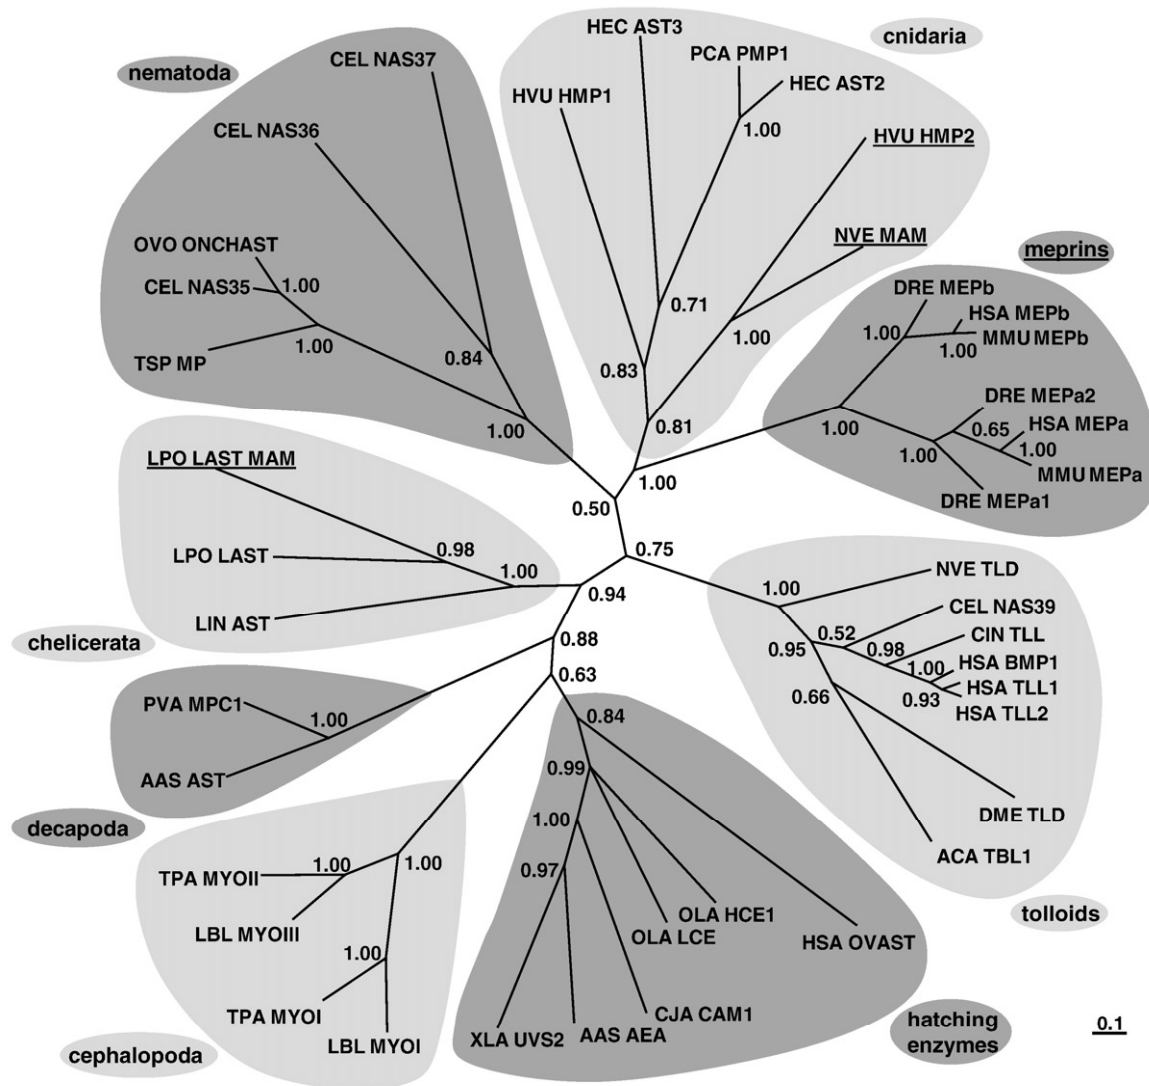 nematoda
CEL NAS37
CEL NAS36
OVO ONCHAST
CEL NAS35
1.00
TSP MP
1.00
0.84
1.00
cnidaria
HEC AST3
PCA PMP1
HEC AST2
HVU HMP1
1.00
HVU HMP2
NVE MAM
0.71
1.00
0.83
0.81
meprins
DRE MEPb
HSA MEPb
1.00
MMU MEPb
1.00
DRE MEPa2
0.65
HSA MEPa
1.00
1.00
1.00
MMU MEPa
DRE MEPa1
1.00
0.50
0.75
0.94
0.88
0.63
LPO LAST MAM
0.98
LPO LAST
1.00
LIN AST
chelicerata
PVA MPC1
1.00
AAS AST
decapoda
1.00
TPA MYOII
1.00
LBL MYOIII
1.00
TPA MYOI
LBL MYOI
cephalopoda
0.84
0.99
1.00
0.97
OLA HCE1
OLA LCE
HSA OVAST
CJA CAM1
XLA UVS2
AAS AEA
hatching
enzymes
1.00
NVE TLD
CEL NAS39
0.52
0.95
0.98
CIN TLL
1.00
HSA BMP1
0.93
HSA TLL1
HSA TLL2
0.66
DME TLD
ACA TBL1
tolloids
0.1